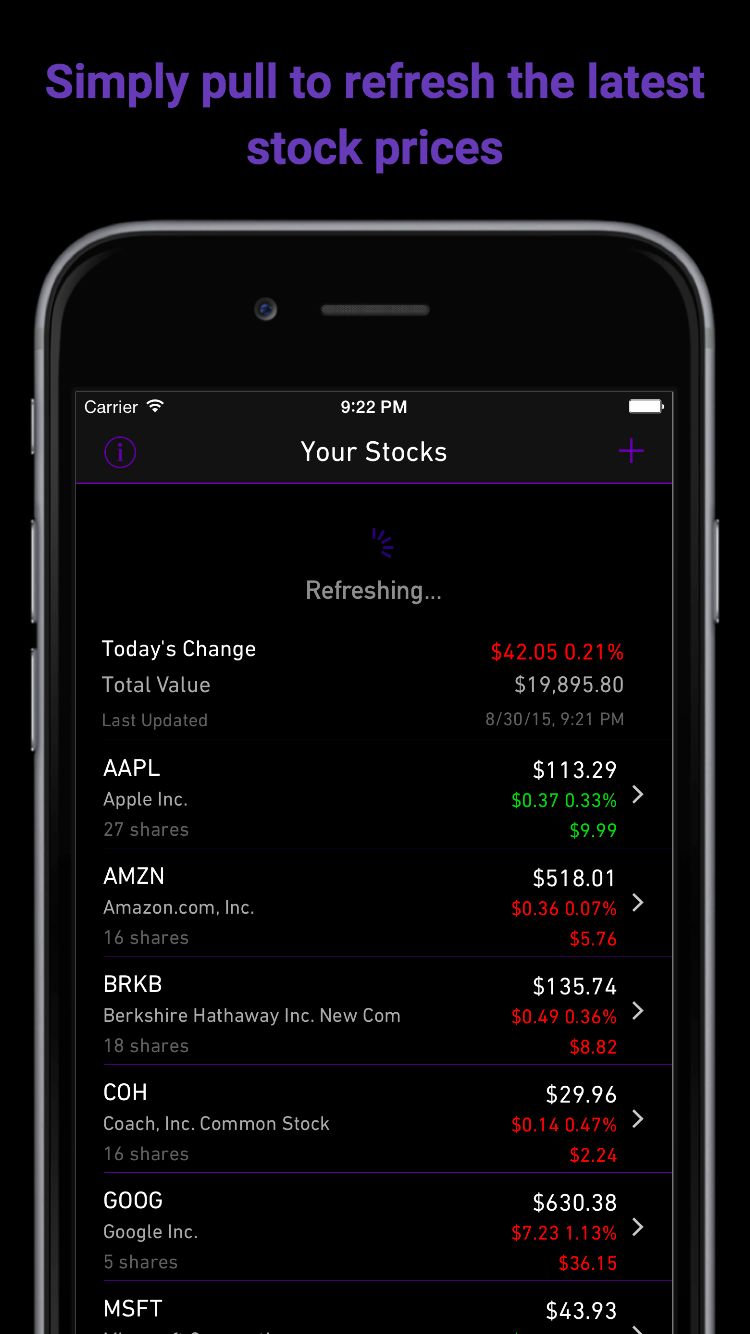 Simply pull to refresh the latest
stock prices
Carrier 9:22 PM
i Your Stocks +
Refreshing...
Today's Change $42.05 0.21%
Total Value $19,895.80
Last Updated 8/30/15, 9:21 PM
AAPL $113.29
Apple Inc. $0.37 0.33%
27 shares $9.99
AMZN $518.01
Amazon.com, Inc. $0.36 0.07%
16 shares $5.76
BRKB $135.74
Berkshire Hathaway Inc. New Com $0.49 0.36%
18 shares $8.82
COH $29.96
Coach, Inc. Common Stock $0.14 0.47%
16 shares $2.24
GOOG $630.38
Google Inc. $7.23 1.13%
5 shares $36.15
MSFT $43.93